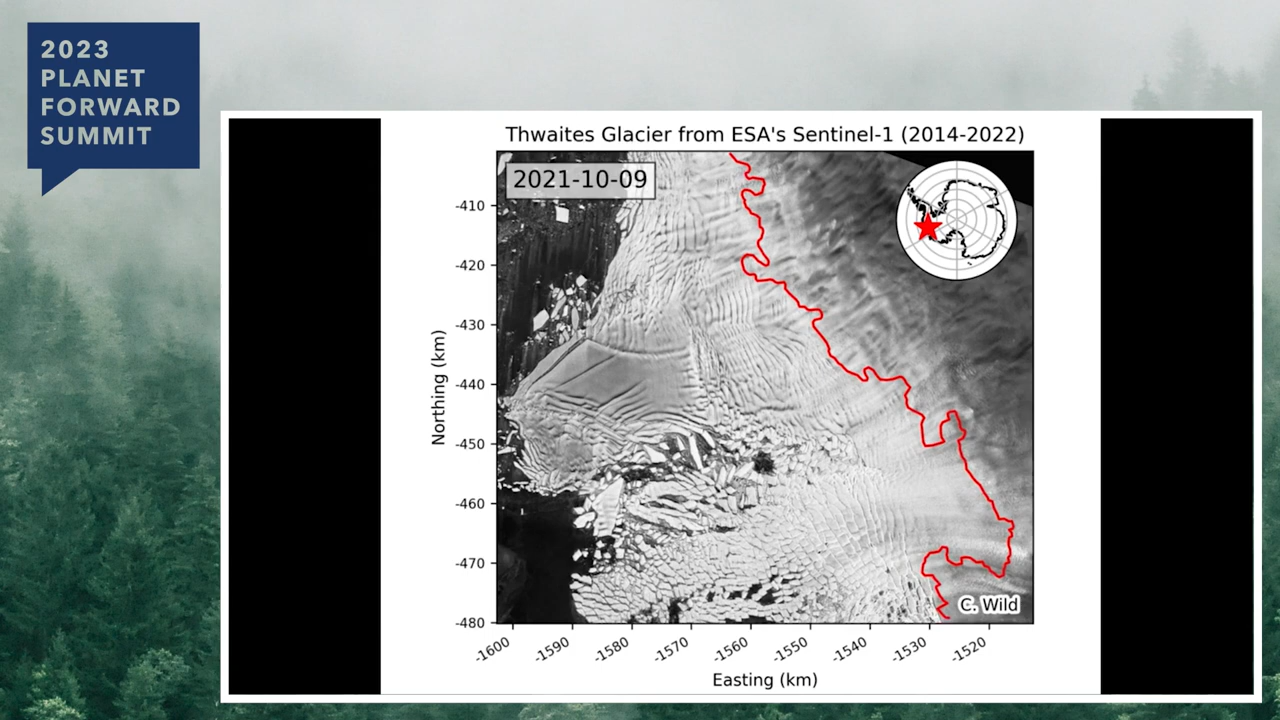 2023
PLANET
FORWARD
SUMMIT
Thwaites Glacier from ESA's Sentinel-1 (2014-2022)
2021-10-09
-410
-420
-430
-440
-450
-460
-470
-480
Northing (km)
C. Wild
-1600 -1590 -1580 -1570 -1560 -1550 -1540 -1530 -1520
Easting (km)